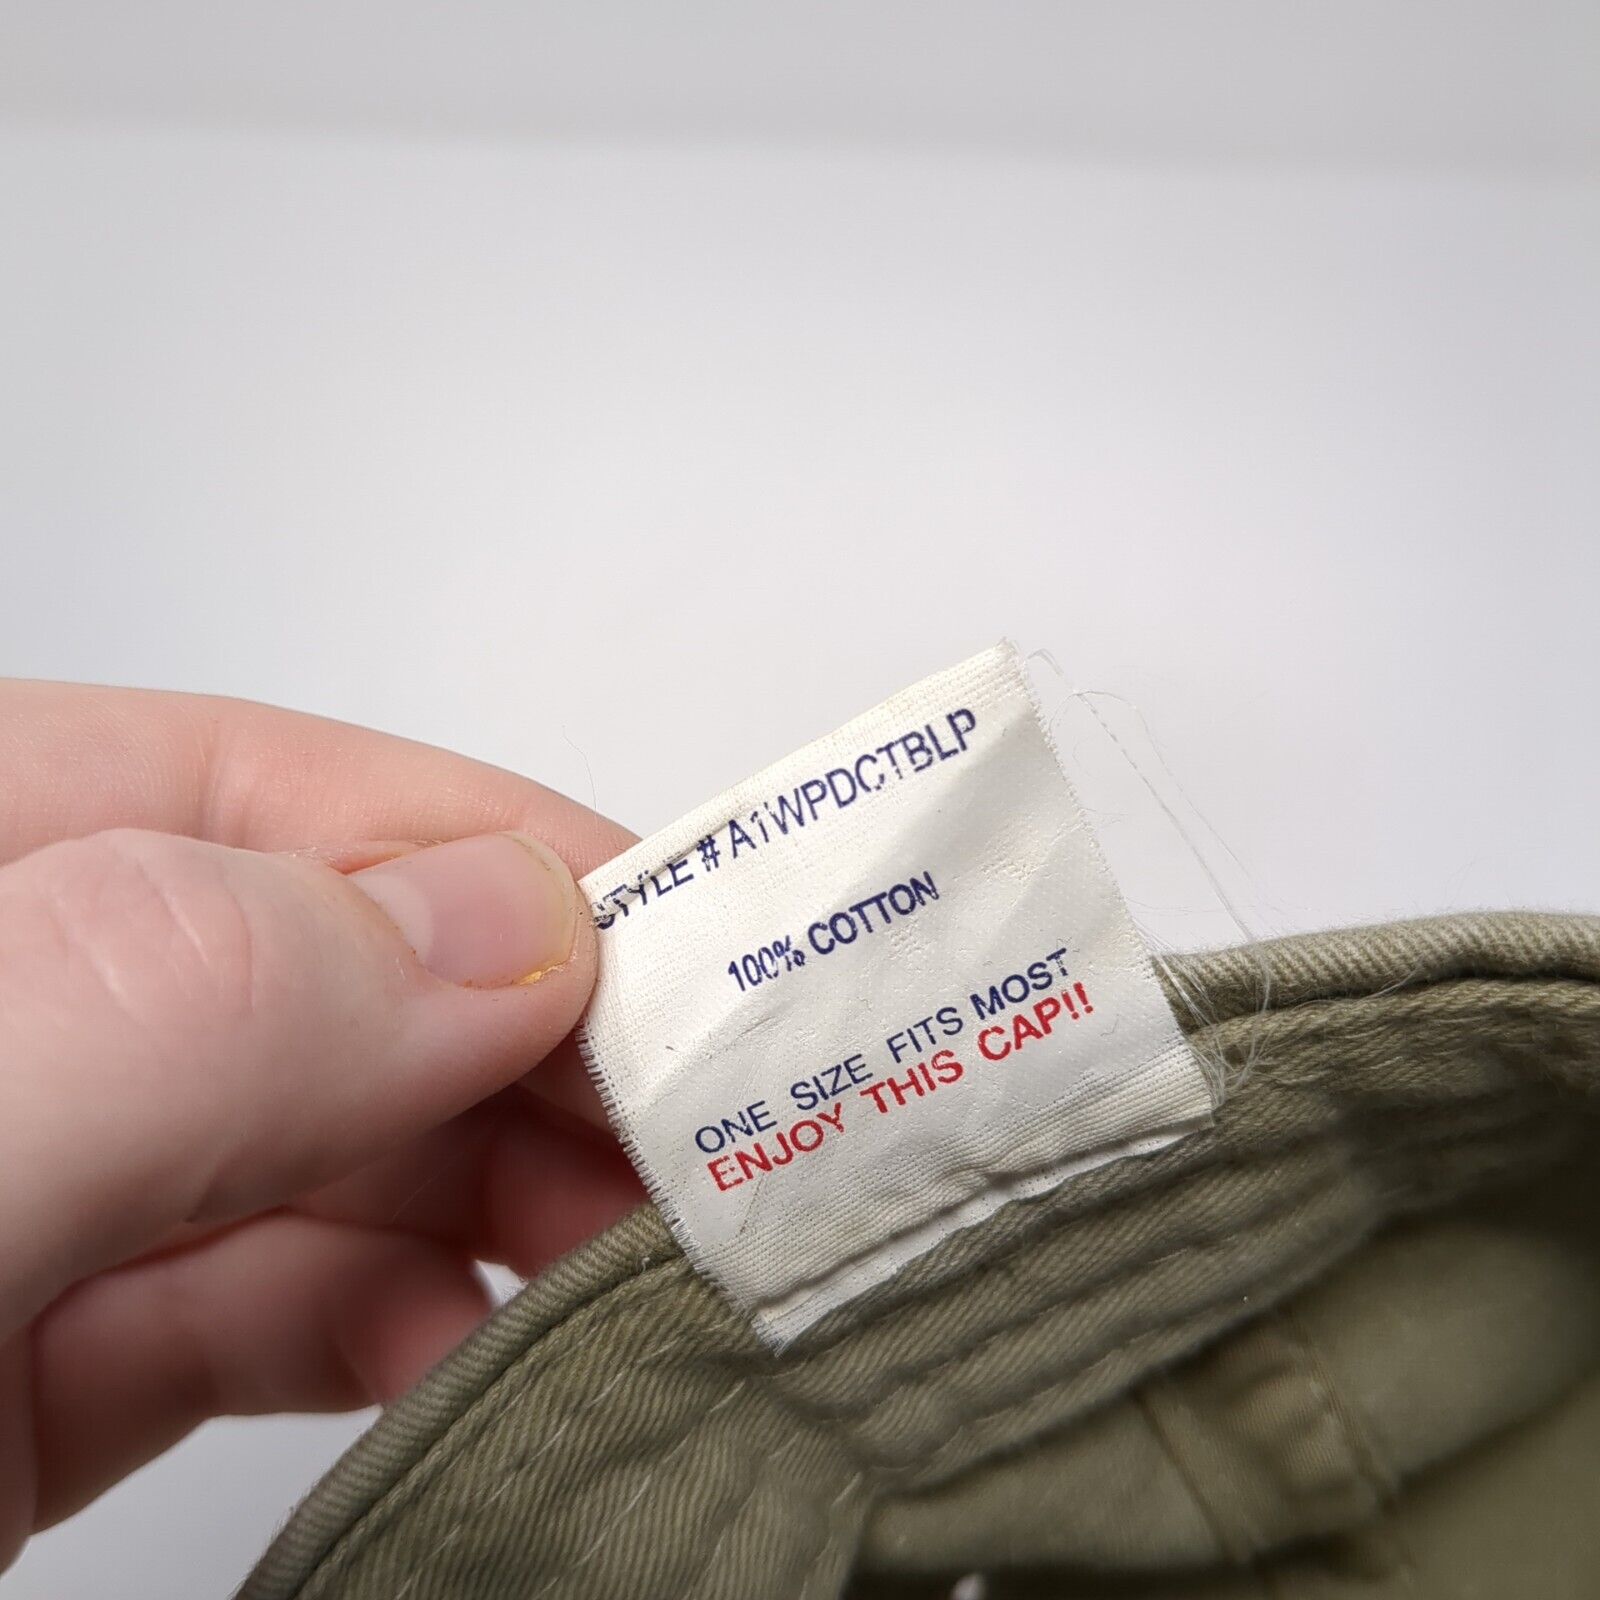 STYLE # A1WPDCTBLP
100% COTTON
ONE SIZE FITS MOST
ENJOY THIS CAP!!